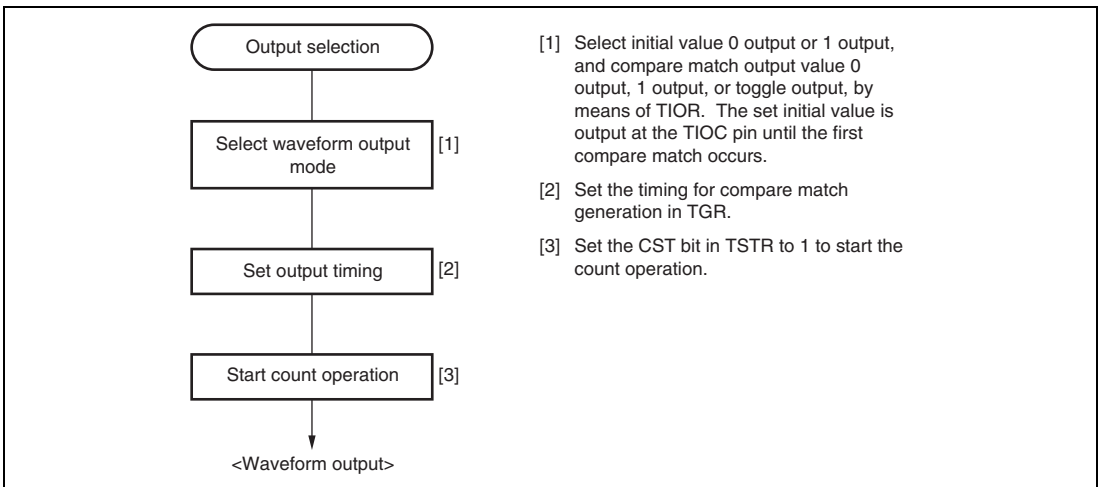 Output selection
Select waveform output
mode
[1]
Set output timing
[2]
Start count operation
[3]
<Waveform output>
[1] Select initial value 0 output or 1 output,
and compare match output value 0
output, 1 output, or toggle output, by
means of TIOR. The set initial value is
output at the TIOC pin until the first
compare match occurs.
[2] Set the timing for compare match
generation in TGR.
[3] Set the CST bit in TSTR to 1 to start the
count operation.